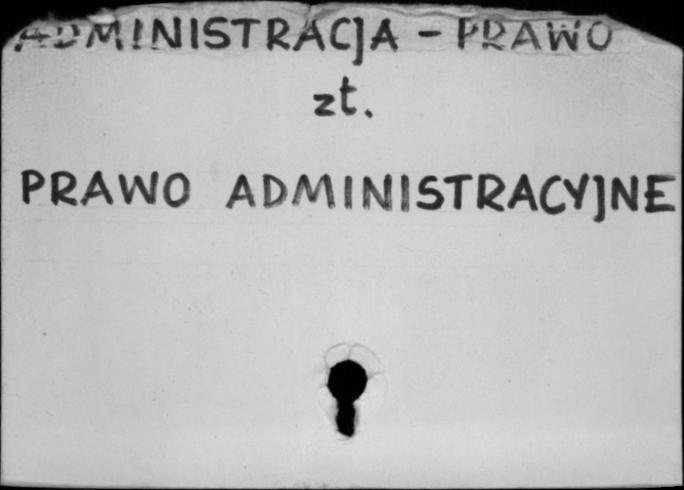 ADMINISTRACJA - PRAWO
zt.
PRAWO ADMINISTRACYJNE